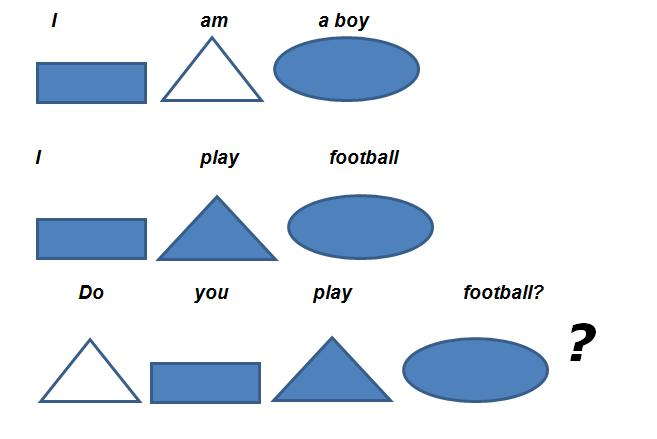 I am a boy
I play football
Do you play football?
?